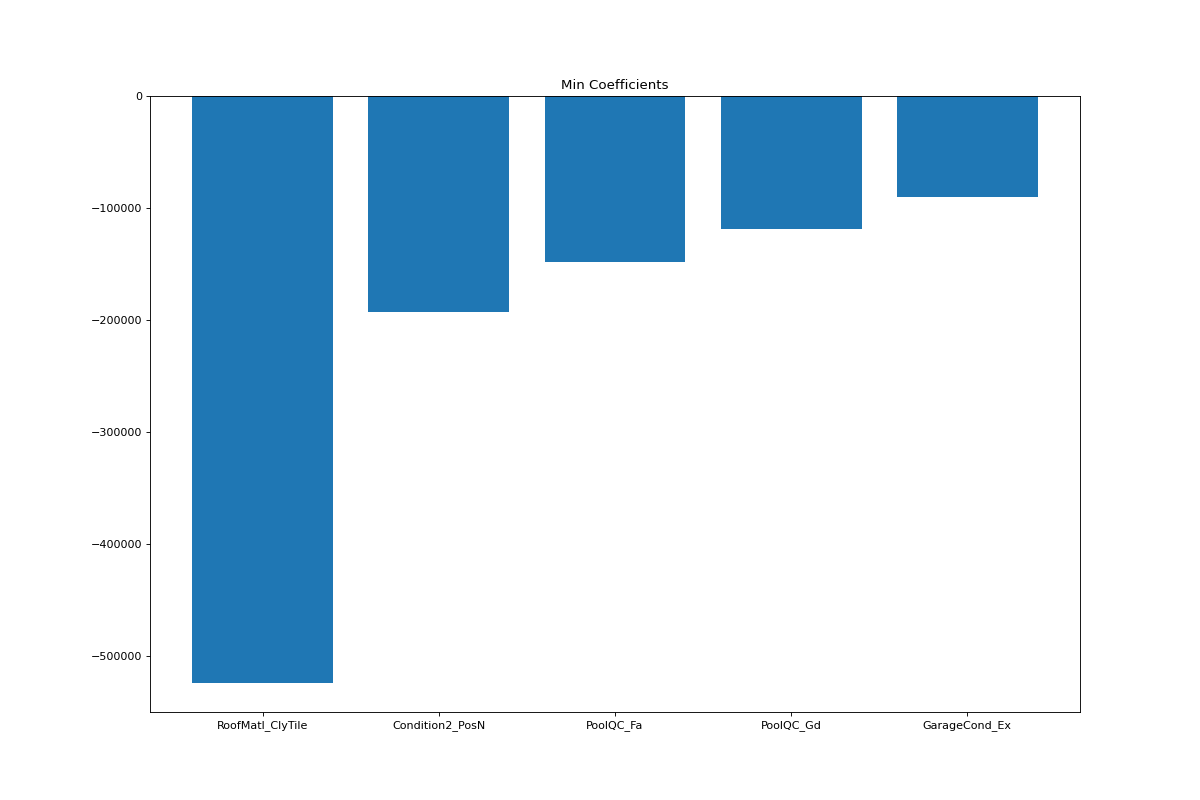 Min Coefficients
0
−100000
−200000
−300000
−400000
−500000
RoofMatl_ClyTile
Condition2_PosN
PoolQC_Fa
PoolQC_Gd
GarageCond_Ex